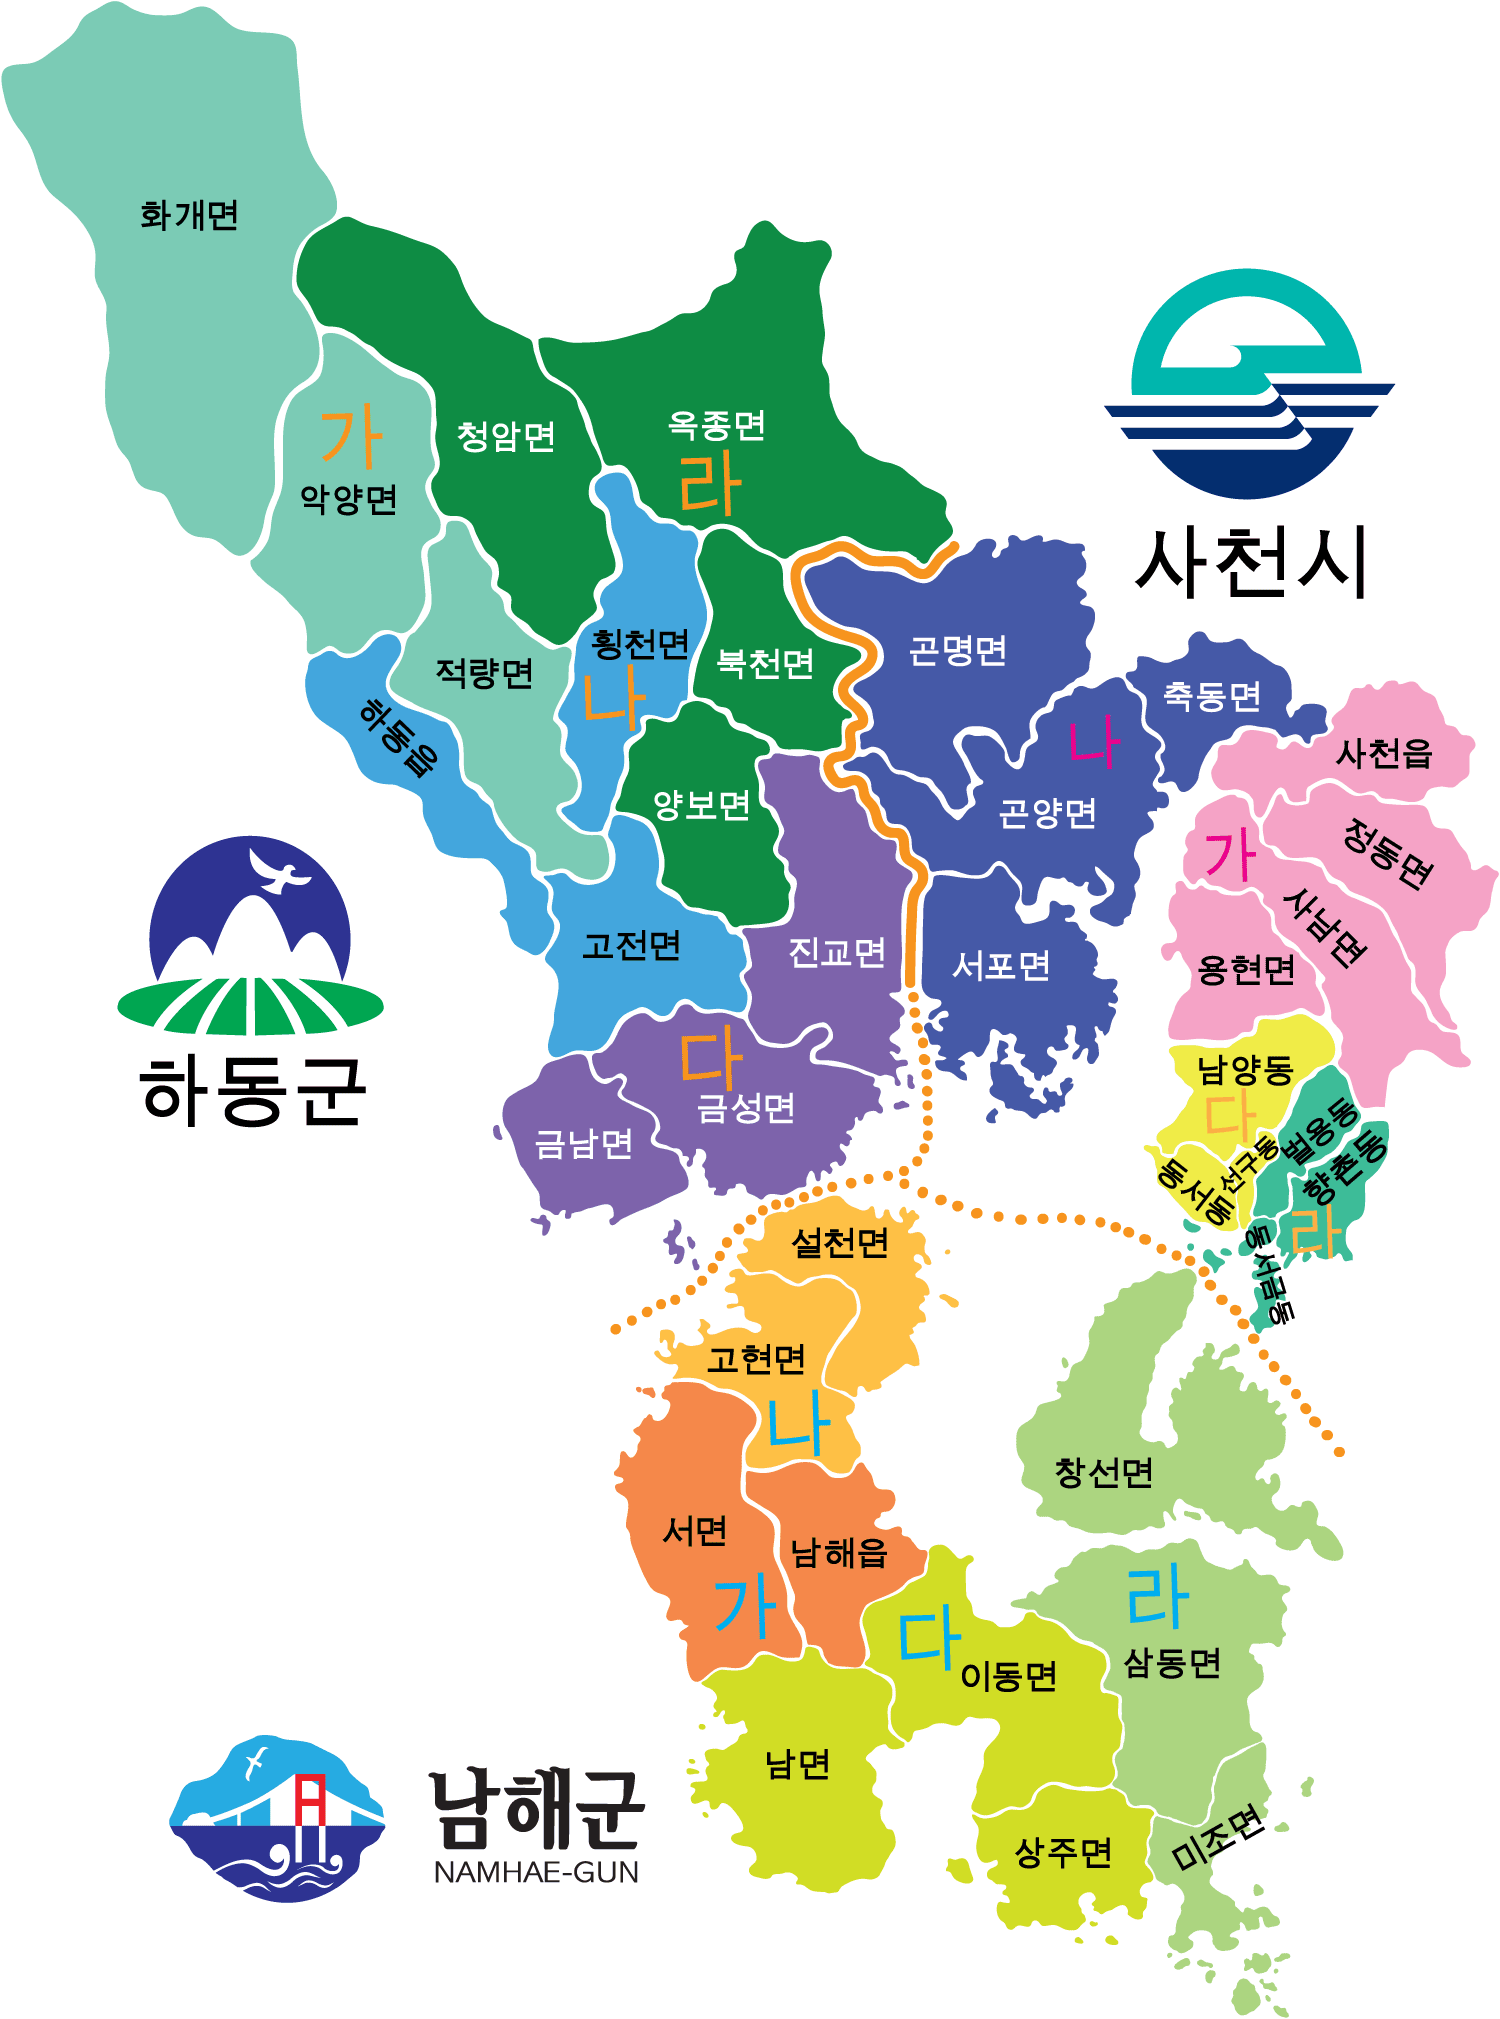 화개면
가
악양면
청암면
옥종면
라
적량면
횡천면
나
북천면
하동읍
양보면
고전면
진교면
다
금성면
금남면
하동군
사천시
곤명면
축동면
나
곤양면
서포면
사천읍
가
정동면
사남면
용현면
남양동
다
벌용동
선구동
동서동
향촌동
라
동서금동
설천면
고현면
나
서면
가
남해읍
창선면
라
삼동면
다
이동면
남면
상주면
미조면
남해군
NAMHAE-GUN